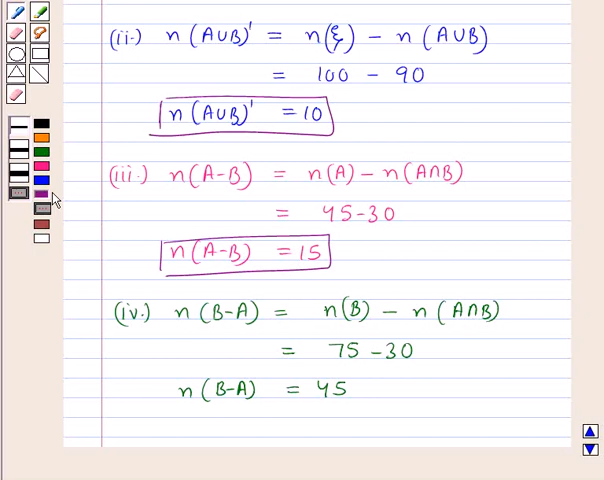 (ii.) n(A∪B)' = n(ξ) - n(A∪B)
= 100 - 90
n(A∪B)' = 10
(iii.) n(A-B) = n(A) - n(A∩B)
= 45-30
n(A-B) = 15
(iv.) n(B-A) = n(B) - n(A∩B)
= 75-30
n(B-A) = 45